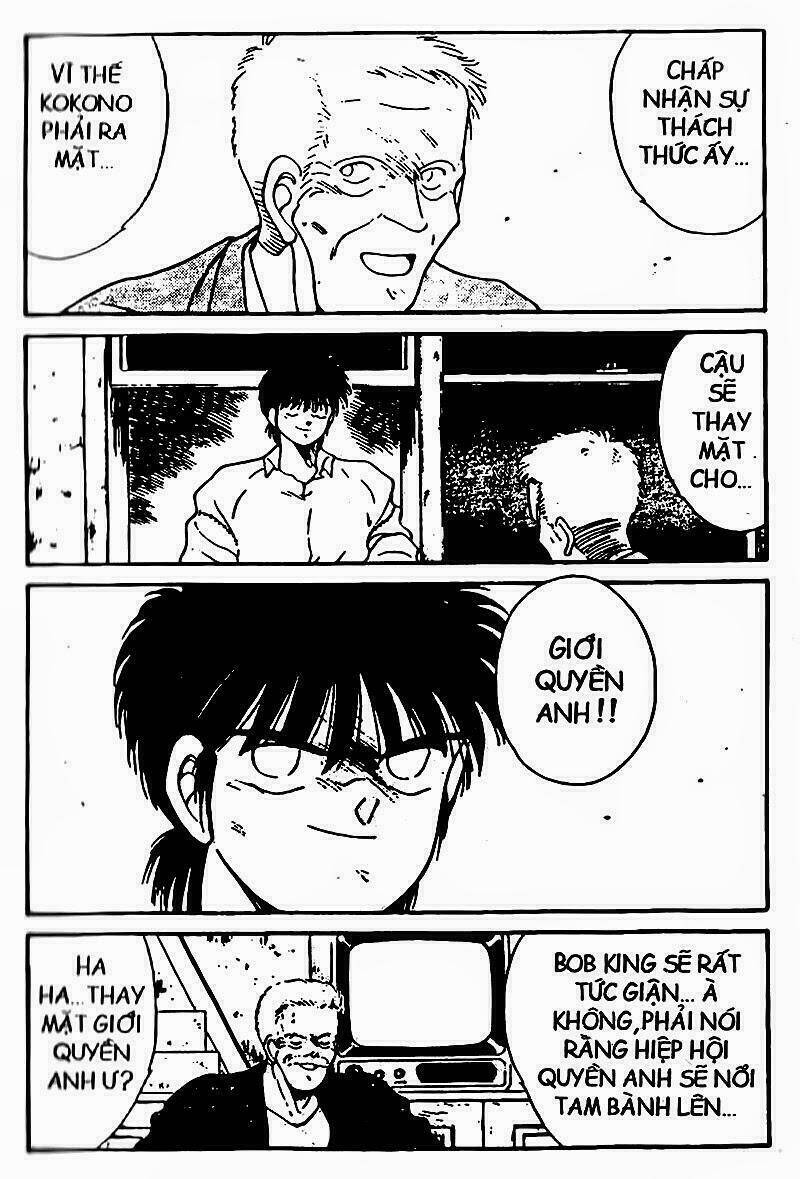 VÌ THẾ
KOKONO
PHẢI RA
MẶT...
CHẤP
NHẬN SỰ
THÁCH
THỨC ẤY...
CẬU
SẼ
THAY
MẶT
CHO...
GIỚI
QUYỀN
ANH!!
HA
HA...THAY
MẶT GIỚI
QUYỀN
ANH Ư?
BOB KING SẼ RẤT
TỨC GIẬN... À
KHÔNG,PHẢI NÓI
RẰNG HIỆP HỘI
QUYỀN ANH SẼ NỔI
TAM BÀNH LÊN...